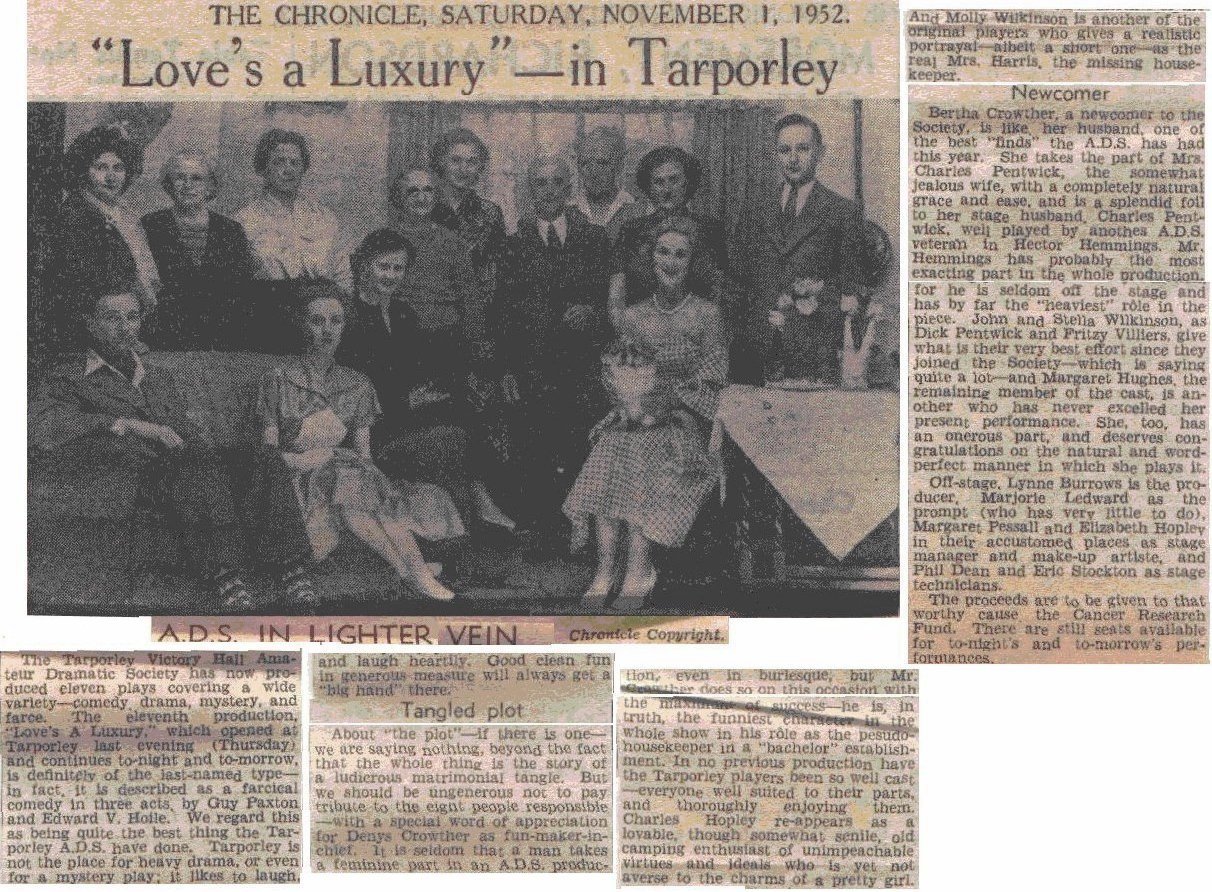 THE CHRONICLE, SATURDAY, NOVEMBER 1, 1952.
"Love's a Luxury"—in Tarporley
A.D.S. IN LIGHTER VEIN
Chronicle Copyright.
The Tarporley Victory Hall Ama-
teur Dramatic Society has now pro-
duced eleven plays covering a wide
variety—comedy drama, mystery, and
farce. The eleventh production,
"Love's A Luxury," which opened at
Tarporley last evening (Thursday)
and continues to-night and to-morrow,
is definitely of the last-named type—
in fact, it is described as a farcical
comedy in three acts, by Guy Paxton
and Edward V. Hoile. We regard this
as being quite the best thing the Tar-
porley A.D.S. have done. Tarporley is
not the place for heavy drama, or even
for a mystery play; it likes to laugh,
and laugh heartily. Good clean fun
in generous measure will always get a
"big hand" there.
Tangled plot
About "the plot"—if there is one—
we are saying nothing, beyond the fact
that the whole thing is the story of
a ludicrous matrimonial tangle. But
we should be ungenerous not to pay
tribute to the eight people responsible
—with a special word of appreciation
for Denys Crowther as fun-maker-in-
chief. It is seldom that a man takes
a feminine part in an A.D.S. produc-
tion, even in burlesque, but Mr.
Crowther does so on this occasion with
the maximum of success—he is, in
truth, the funniest character in the
whole show in his rôle as the pesudo-
housekeeper in a "bachelor" establish-
ment. In no previous production have
the Tarporley players been so well cast
—everyone well suited to their parts,
and thoroughly enjoying them.
Charles Hopley re-appears as a
lovable, though somewhat senile, old
camping enthusiast of unimpeachable
virtues and ideals who is yet not
averse to the charms of a pretty girl.
And Molly Wilkinson is another of the
original players who gives a realistic
portrayal—albeit a short one—as the
real Mrs. Harris, the missing house-
keeper.
Newcomer
Bertha Crowther, a newcomer to the
Society, is like, her husband, one of
the best "finds" the A.D.S. has had
this year. She takes the part of Mrs.
Charles Pentwick, the somewhat
jealous wife, with a completely natural
grace and ease, and is a splendid foil
to her stage husband, Charles Pent-
wick, well played by anothes A.D.S.
veteran in Hector Hemmings. Mr.
Hemmings has probably the most
exacting part in the whole production,
for he is seldom off the stage and
has by far the "heaviest" rôle in the
piece. John and Stella Wilkinson, as
Dick Pentwick and Fritzy Villiers, give
what is their very best effort since they
joined the Society—which is saying
quite a lot—and Margaret Hughes, the
remaining member of the cast, is an-
other who has never excelled her
present performance. She, too, has
an onerous part, and deserves con-
gratulations on the natural and word-
perfect manner in which she plays it.
Off-stage, Lynne Burrows is the pro-
ducer, Marjorie Ledward as the
prompt (who has very little to do),
Margaret Pessall and Elizabeth Hopley
in their accustomed places as stage
manager and make-up artiste, and
Phil Dean and Eric Stockton as stage
technicians.
The proceeds are to be given to that
worthy cause the Cancer Research
Fund. There are still seats available
for to-night's and to-morrow's per-
formances.